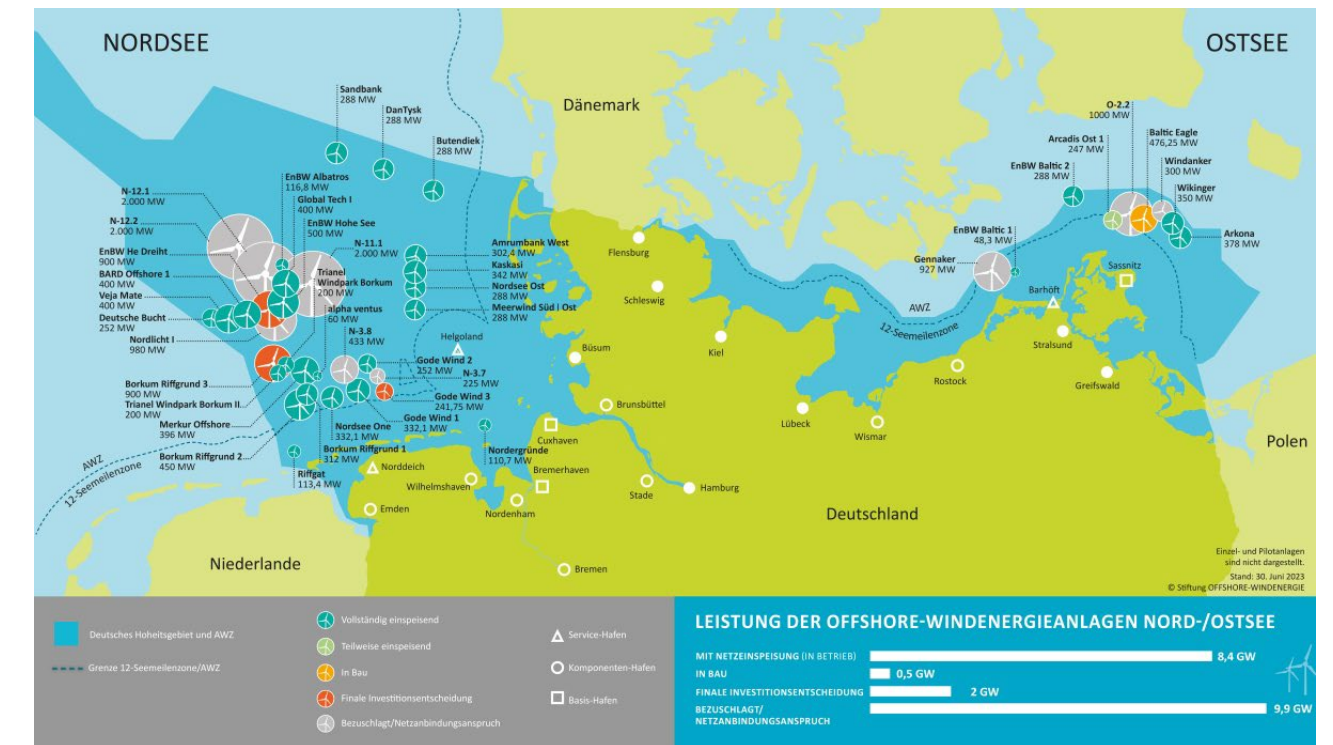 NORDSEE
OSTSEE
Dänemark
Sandbank
288 MW
DanTysk
288 MW
Butendiek
288 MW
EnBW Albatros
116,8 MW
Global Tech I
400 MW
EnBW Hohe See
500 MW
N-11.1
2.000 MW
Trianel
Windpark Borkum
200 MW
alpha ventus
60 MW
N-3.8
433 MW
N-12.1
2.000 MW
N-12.2
2.000 MW
EnBW He Dreiht
900 MW
BARD Offshore 1
400 MW
Veja Mate
400 MW
Deutsche Bucht
252 MW
Nordlicht I
980 MW
Amrumbank West
302,4 MW
Kaskasi
342 MW
Nordsee Ost
288 MW
Meerwind Süd | Ost
288 MW
Helgoland
Gode Wind 2
252 MW
N-3.7
225 MW
Gode Wind 3
241,75 MW
Gode Wind 1
332,1 MW
Nordsee One
332,1 MW
Borkum Riffgrund 1
312 MW
Borkum Riffgrund 3
900 MW
Trianel Windpark Borkum II
200 MW
Merkur Offshore
396 MW
Borkum Riffgrund 2
450 MW
Riffgat
113,4 MW
Nordergründe
110,7 MW
AWZ
12-Seemeilenzone
O-2.2
1000 MW
Arcadis Ost 1
247 MW
Baltic Eagle
476,25 MW
EnBW Baltic 2
288 MW
Windanker
300 MW
Wikinger
350 MW
Arkona
378 MW
EnBW Baltic 1
48,3 MW
Gennaker
927 MW
AWZ
12-Seemeilenzone
Flensburg
Schleswig
Kiel
Büsum
Brunsbüttel
Cuxhaven
Bremerhaven
Norddeich
Wilhelmshaven
Emden
Nordenham
Stade
Hamburg
Bremen
Lübeck
Wismar
Rostock
Barhöft
Sassnitz
Stralsund
Greifswald
Niederlande
Deutschland
Polen
Einzel- und Pilotanlagen
sind nicht dargestellt.
Stand: 30. Juni 2023
© Stiftung OFFSHORE-WINDENERGIE
Deutsches Hoheitsgebiet und AWZ
Grenze 12-Seemeilenzone/AWZ
Vollständig einspeisend
Teilweise einspeisend
In Bau
Finale Investitionsentscheidung
Bezuschlagt/Netzanbindungsanspruch
Service-Hafen
Komponenten-Hafen
Basis-Hafen
LEISTUNG DER OFFSHORE-WINDENERGIEANLAGEN NORD-/OSTSEE
MIT NETZEINSPEISUNG (IN BETRIEB) 8,4 GW
IN BAU 0,5 GW
FINALE INVESTITIONSENTSCHEIDUNG 2 GW
BEZUSCHLAGT/
NETZANBINDUNGSANSPRUCH 9,9 GW